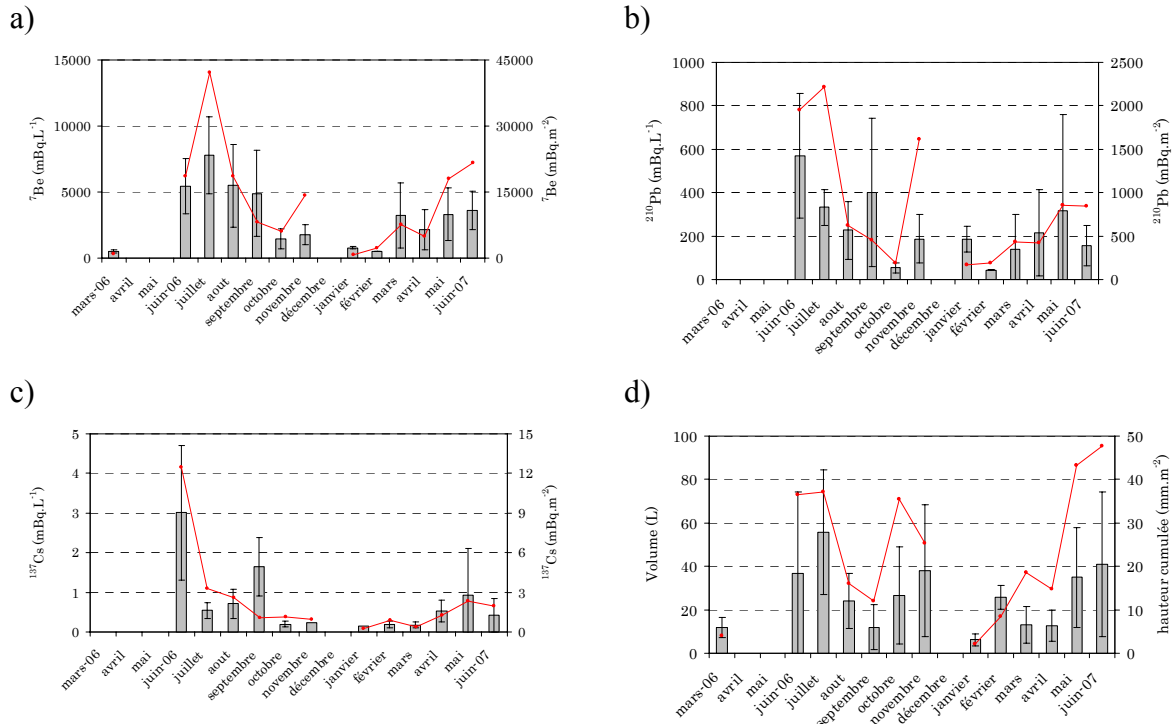 a)
15000
10000
5000
0
⁷Be (mBq.L⁻¹)
45000
30000
15000
0
⁷Be (mBq.m⁻²)
mars-06
avril
mai
juin-06
juillet
aout
septembre
octobre
novembre
décembre
janvier
février
mars
avril
mai
juin-07
b)
1000
800
600
400
200
0
²¹⁰Pb (mBq.L⁻¹)
2500
2000
1500
1000
500
0
²¹⁰Pb (mBq.m⁻²)
mars-06
avril
mai
juin-06
juillet
aout
septembre
octobre
novembre
décembre
janvier
février
mars
avril
mai
juin-07
c)
5
4
3
2
1
0
¹³⁷Cs (mBq.L⁻¹)
15
12
9
6
3
0
¹³⁷Cs (mBq.m⁻²)
mars-06
avril
mai
juin-06
juillet
aout
septembre
octobre
novembre
décembre
janvier
février
mars
avril
mai
juin-07
d)
100
80
60
40
20
0
Volume (L)
50
40
30
20
10
0
hauteur cumulée (mm.m⁻²)
mars-06
avril
mai
juin-06
juillet
aout
septembre
octobre
novembre
décembre
janvier
février
mars
avril
mai
juin-07